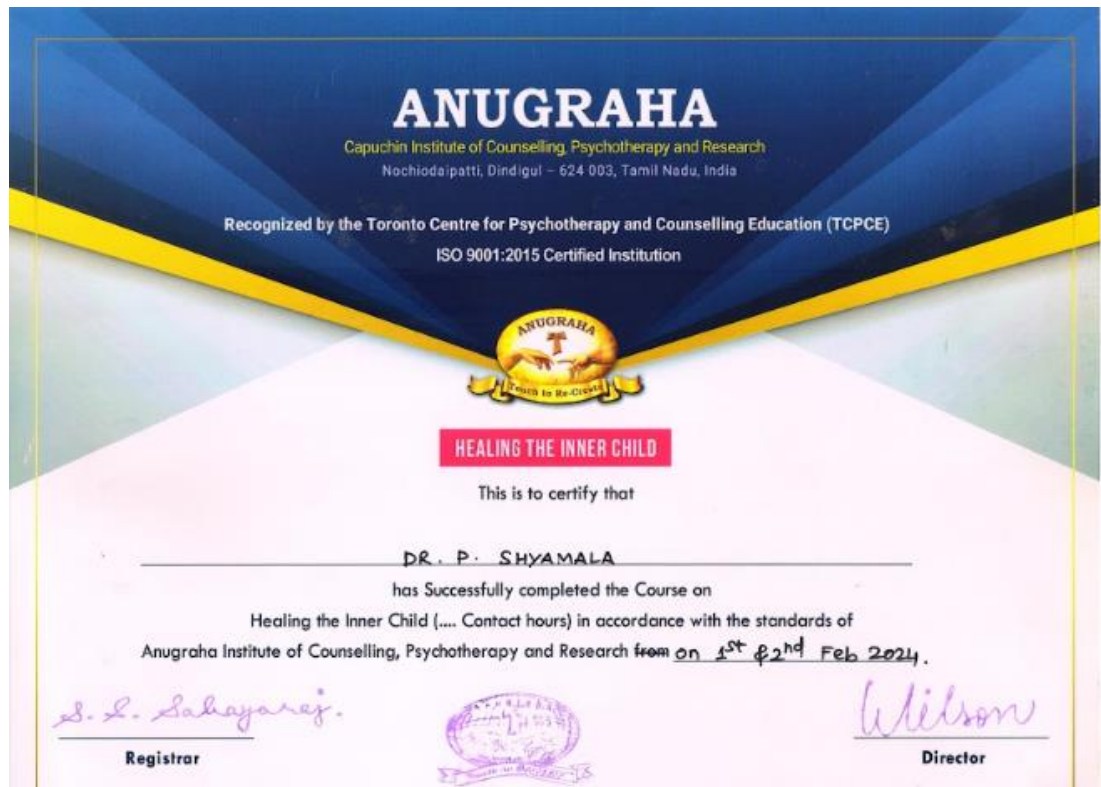 ANUGRAHA
Capuchin Institute of Counselling, Psychotherapy and Research
Nochiodaipatti, Dindigul – 624 003, Tamil Nadu, India
Recognized by the Toronto Centre for Psychotherapy and Counselling Education (TCPCE)
ISO 9001:2015 Certified Institution
ANUGRAHA
Touch to Re-Create
HEALING THE INNER CHILD
This is to certify that
DR. P. SHYAMALA
has Successfully completed the Course on
Healing the Inner Child (.... Contact hours) in accordance with the standards of
Anugraha Institute of Counselling, Psychotherapy and Research from on 1st & 2nd Feb 2024.
S. S. Sahayaraj.
Wilson
Registrar
Director